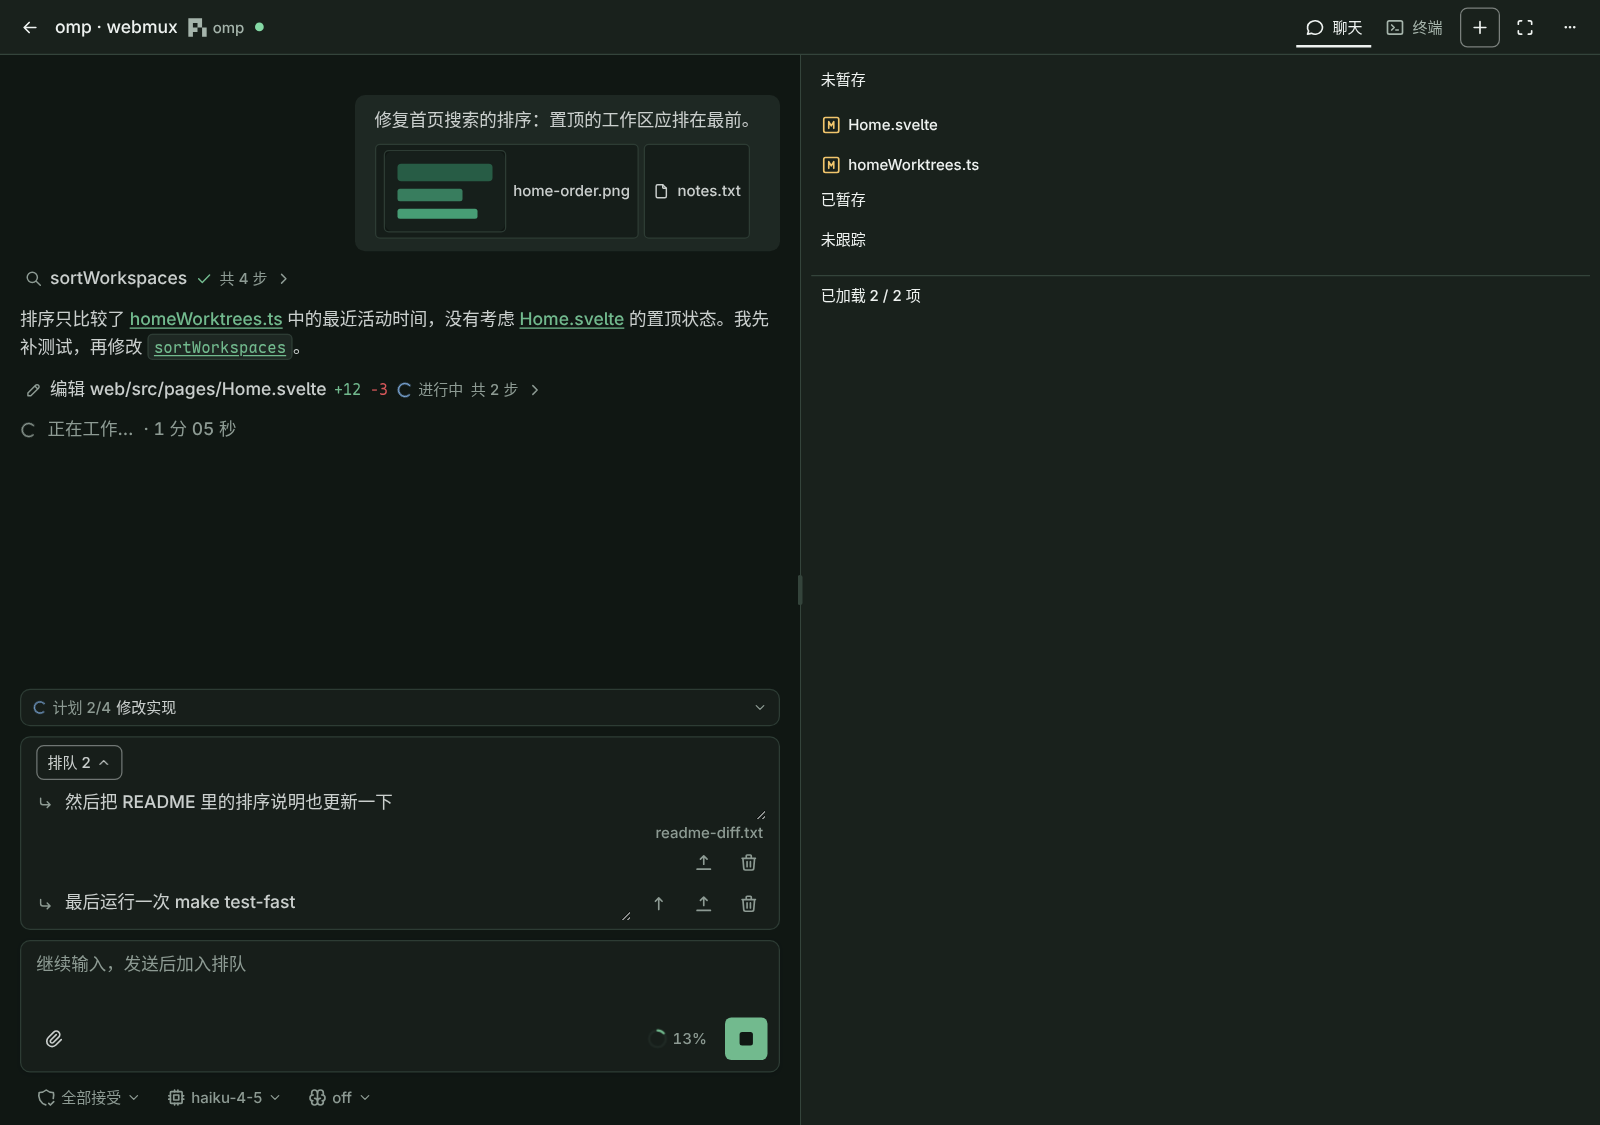 omp · webmux omp
聊天
终端
修复首页搜索的排序：置顶的工作区应排在最前。
home-order.png
notes.txt
sortWorkspaces 共 4 步
排序只比较了 homeWorktrees.ts 中的最近活动时间，没有考虑 Home.svelte 的置顶状态。我先
补测试，再修改 sortWorkspaces。
编辑 web/src/pages/Home.svelte +12 -3 进行中 共 2 步
正在工作... · 1 分 05 秒
计划 2/4 修改实现
排队 2
然后把 README 里的排序说明也更新一下
readme-diff.txt
最后运行一次 make test-fast
继续输入，发送后加入排队
13%
全部接受
haiku-4-5
off
未暂存
M Home.svelte
M homeWorktrees.ts
已暂存
未跟踪
已加载 2 / 2 项